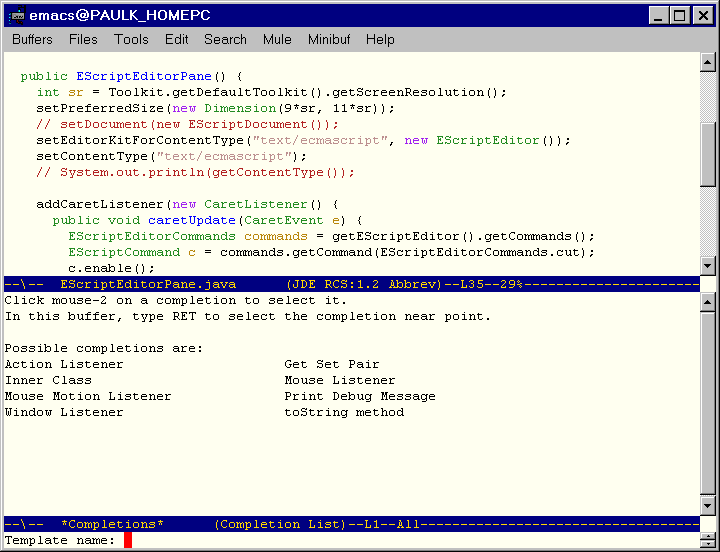 emacs@PAULK_HOMEPC
Buffers Files Tools Edit Search Mule Minibuf Help
public EScriptEditorPane() {
int sr = Toolkit.getDefaultToolkit().getScreenResolution();
setPreferredSize(new Dimension(9*sr, 11*sr));
// setDocument(new EScriptDocument());
setEditorKitForContentType("text/ecmascript", new EScriptEditor());
setContentType("text/ecmascript");
// System.out.println(getContentType());
addCaretListener(new CaretListener() {
public void caretUpdate(CaretEvent e) {
EScriptEditorCommands commands = getEScriptEditor().getCommands();
EScriptCommand c = commands.getCommand(EScriptEditorCommands.cut);
c.enable();
--\-- EScriptEditorPane.java (JDE RCS:1.2 Abbrev)--L35--29%-----------------------
Click mouse-2 on a completion to select it.
In this buffer, type RET to select the completion near point.
Possible completions are:
Action Listener Get Set Pair
Inner Class Mouse Listener
Mouse Motion Listener Print Debug Message
Window Listener toString method
--\-- *Completions* (Completion List)--L1--All-----------------------------------
Template name: